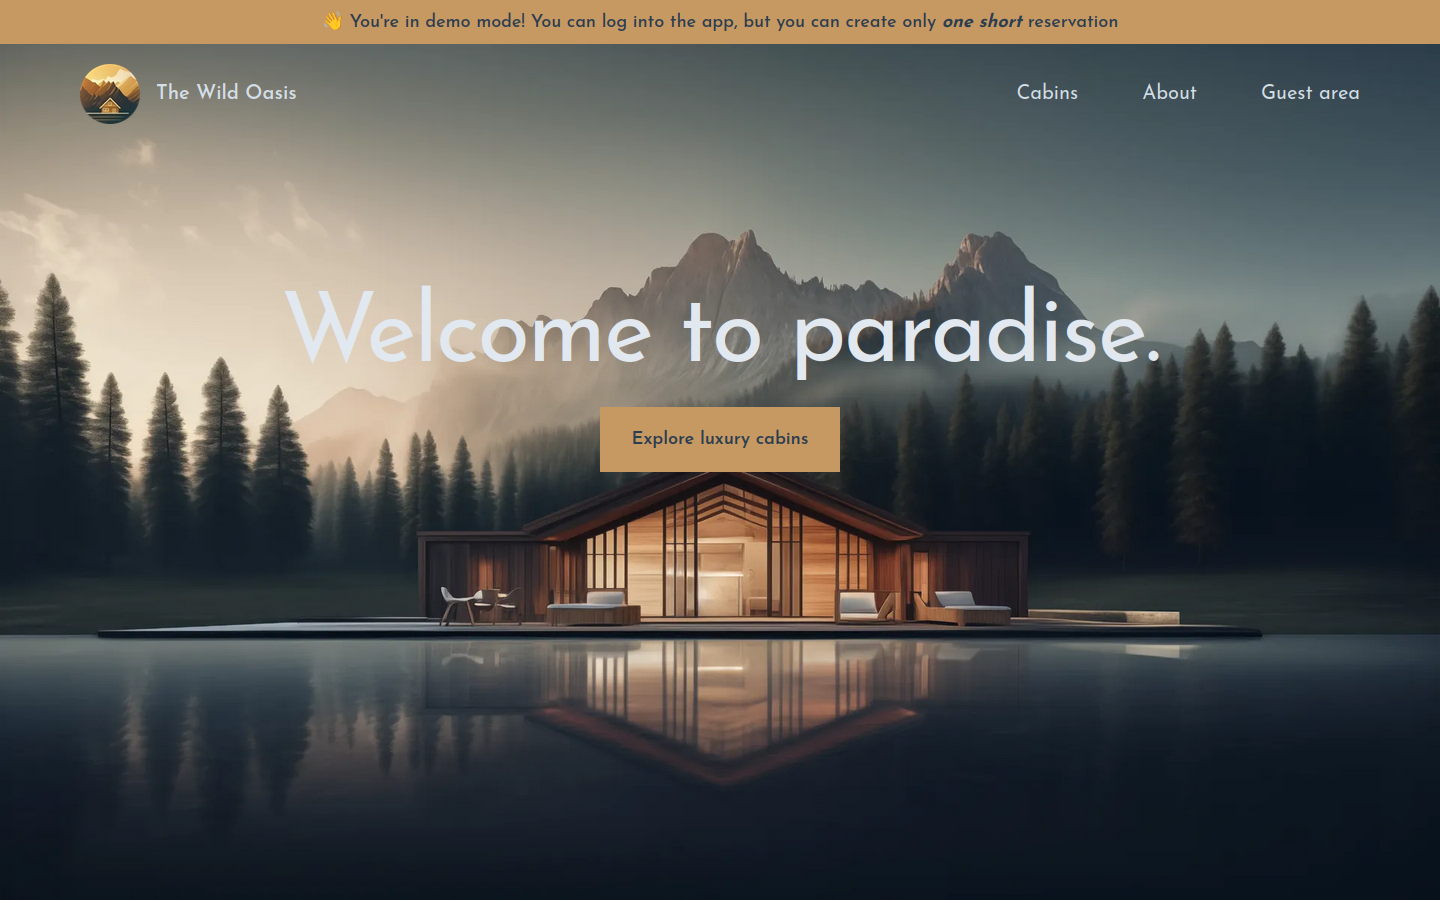 👋 You're in demo mode! You can log into the app, but you can create only one short reservation
The Wild Oasis
Cabins
About
Guest area
Welcome to paradise.
Explore luxury cabins